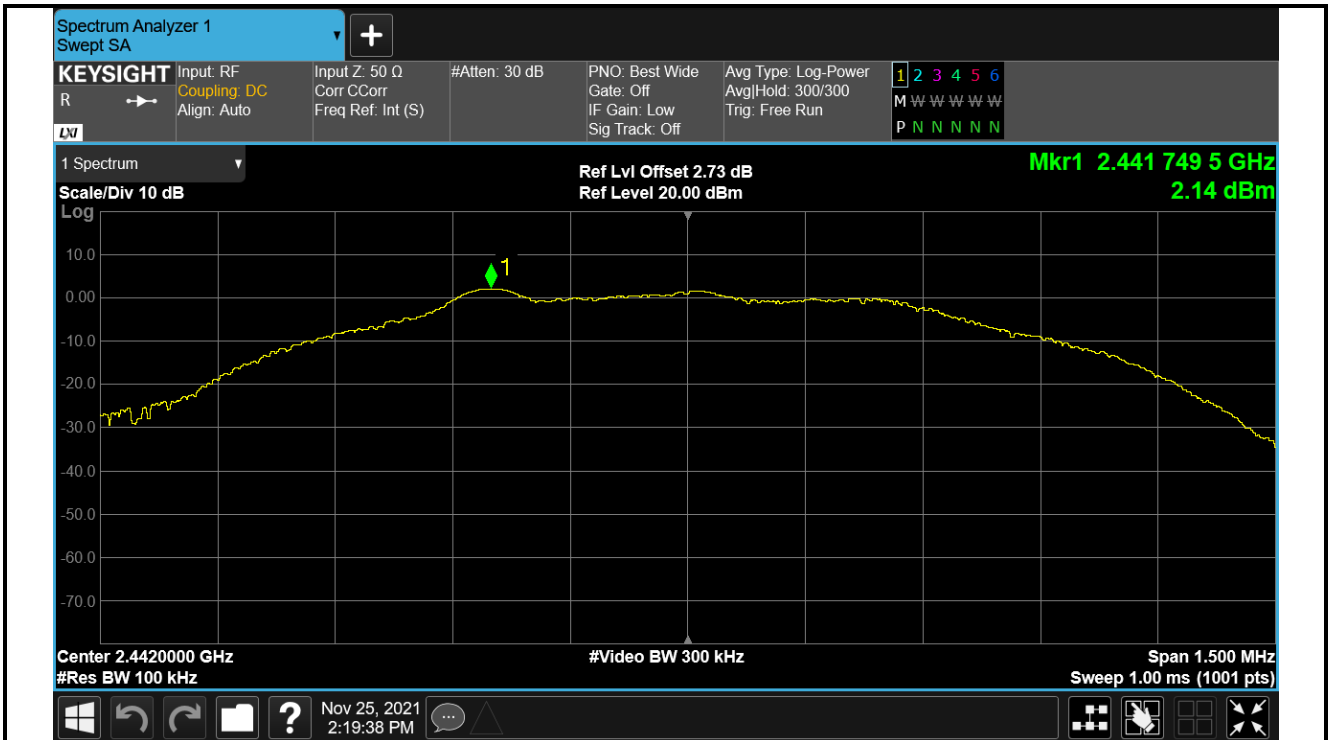 Spectrum Analyzer 1
Swept SA
KEYSIGHT
R
LXI
Input: RF
Coupling: DC
Align: Auto
Input Z: 50 Ω
Corr CCorr
Freq Ref: Int (S)
#Atten: 30 dB
PNO: Best Wide
Gate: Off
IF Gain: Low
Sig Track: Off
Avg Type: Log-Power
Avg|Hold: 300/300
Trig: Free Run
1 2 3 4 5 6
M W W W W W
P N N N N N
1 Spectrum
Scale/Div 10 dB
Ref Lvl Offset 2.73 dB
Ref Level 20.00 dBm
Mkr1 2.441 749 5 GHz
2.14 dBm
Log
10.0
0.00
-10.0
-20.0
-30.0
-40.0
-50.0
-60.0
-70.0
1
Center 2.4420000 GHz
#Res BW 100 kHz
#Video BW 300 kHz
Span 1.500 MHz
Sweep 1.00 ms (1001 pts)
?
Nov 25, 2021
2:19:38 PM